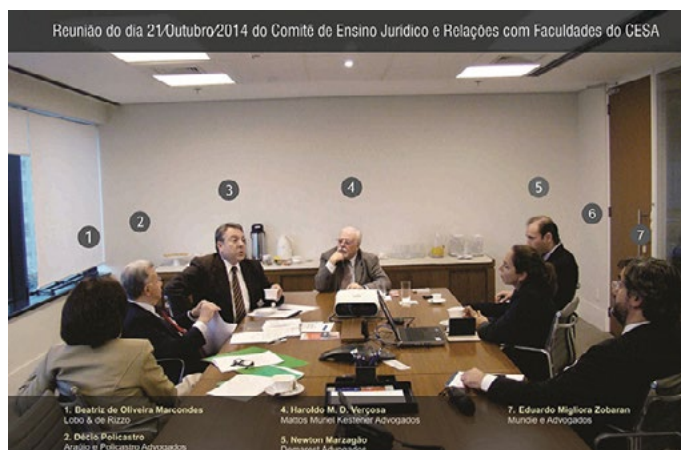 Reunião do dia 21/Outubro/2014 do Comitê de Ensino Jurídico e Relações com Faculdades do CESA
3
4
5
2
6
1
7
1. Beatriz de Oliveira Marcondes
Lobo & de Rizzo
2. Décio Policastro
Araújo e Policastro Advogados
4. Haroldo M. D. Verçosa
Mattos Muriel Kestener Advogados
5. Newton Marzagão
Demarest Advogados
7. Eduardo Migliora Zobaran
Mundie e Advogados